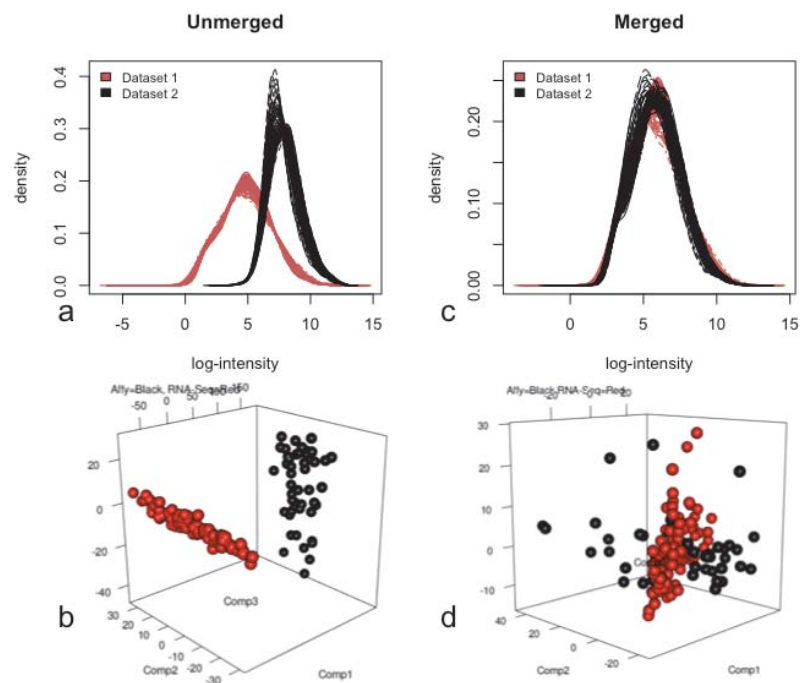 Unmerged
Merged
Dataset 1
Dataset 2
density
0.0 0.1 0.2 0.3 0.4
-5 0 5 10 15
log-intensity
a
Dataset 1
Dataset 2
density
0.00 0.10 0.20
0 5 10 15
log-intensity
c
Affy=Black, RNA-Seq=Red
-50 0 50 100 150
20
0
-20
-40
30 20 10 0 -10 -20 -30
Comp3
Comp2
Comp1
b
Affy=Black-RNA-Seq=Red
-20 0 20
30
20
10
0
-10
40 20 0 -20
Comp2
Comp1
d